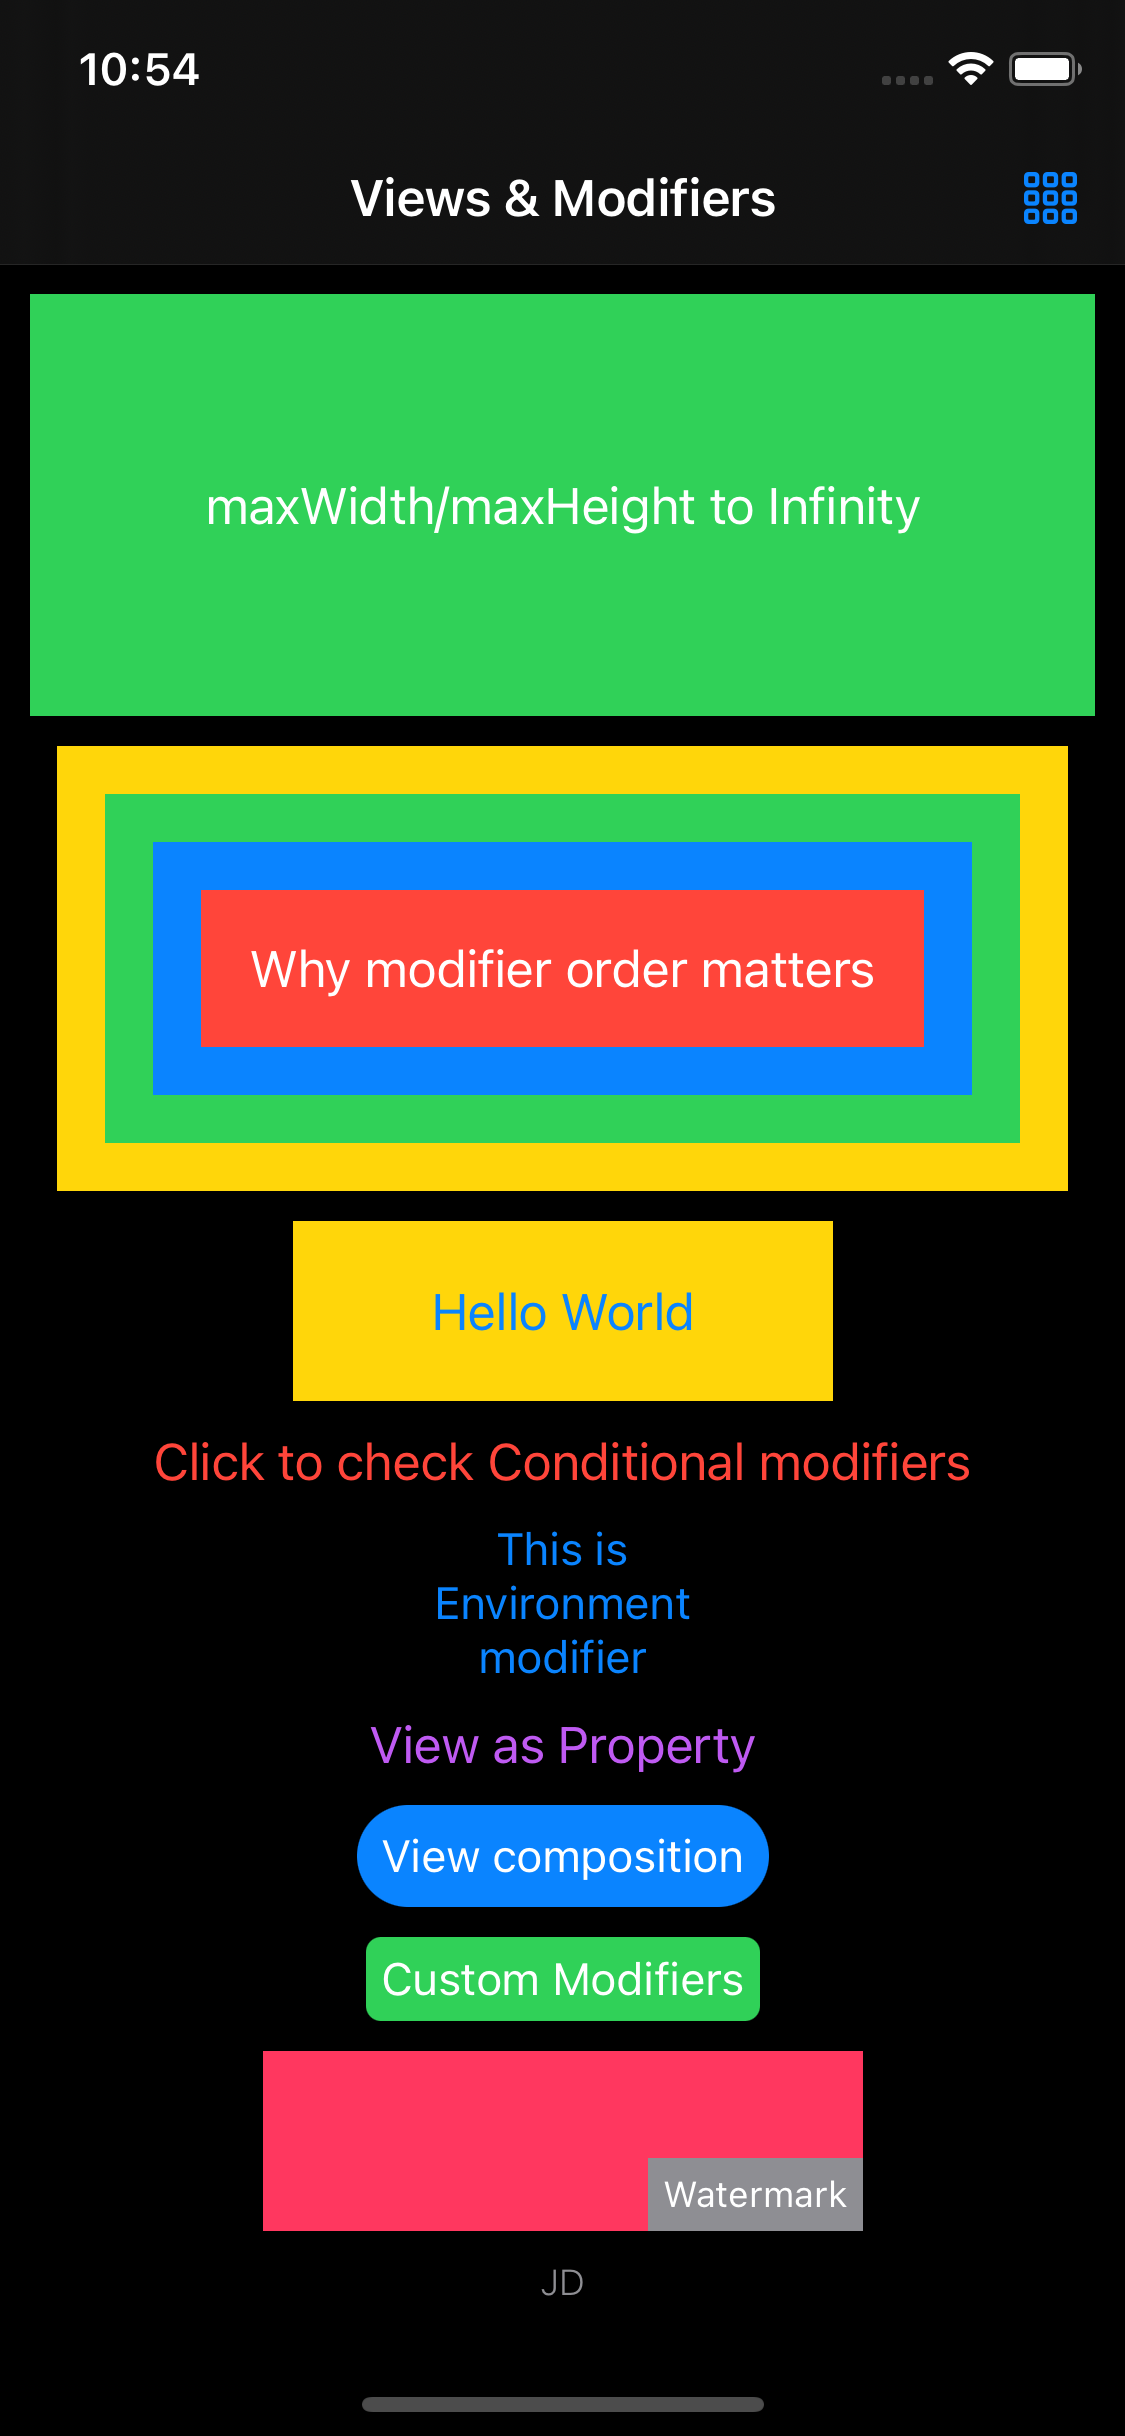 10:54
Views & Modifiers
maxWidth/maxHeight to Infinity
Why modifier order matters
Hello World
Click to check Conditional modifiers
This is
Environment
modifier
View as Property
View composition
Custom Modifiers
Watermark
JD